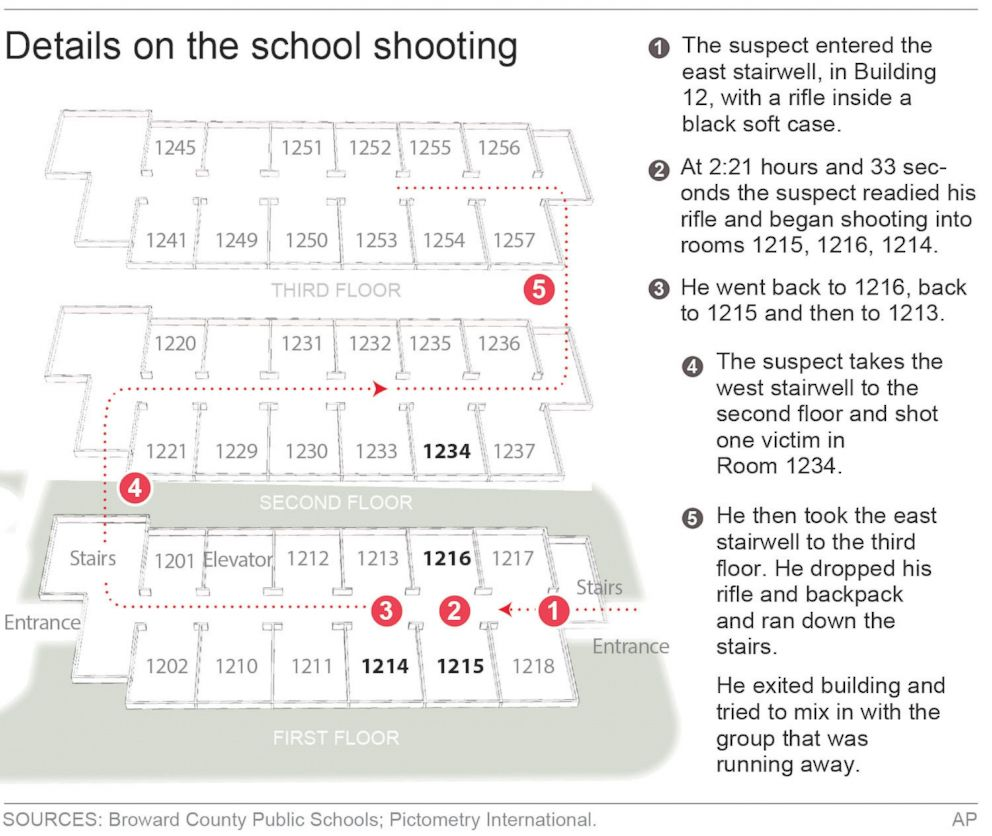 Details on the school shooting
1 The suspect entered the
east stairwell, in Building
12, with a rifle inside a
black soft case.
2 At 2:21 hours and 33 sec-
onds the suspect readied his
rifle and began shooting into
rooms 1215, 1216, 1214.
3 He went back to 1216, back
to 1215 and then to 1213.
4 The suspect takes the
west stairwell to the
second floor and shot
one victim in
Room 1234.
5 He then took the east
stairwell to the third
floor. He dropped his
rifle and backpack
and ran down the
stairs.
He exited building and
tried to mix in with the
group that was
running away.
1245 1251 1252 1255 1256
1241 1249 1250 1253 1254 1257
THIRD FLOOR
5
1220 1231 1232 1235 1236
1221 1229 1230 1233 1234 1237
4
SECOND FLOOR
Stairs 1201 Elevator 1212 1213 1216 1217
Stairs
3 2 1
Entrance
Entrance
1202 1210 1211 1214 1215 1218
FIRST FLOOR
SOURCES: Broward County Public Schools; Pictometry International.
AP